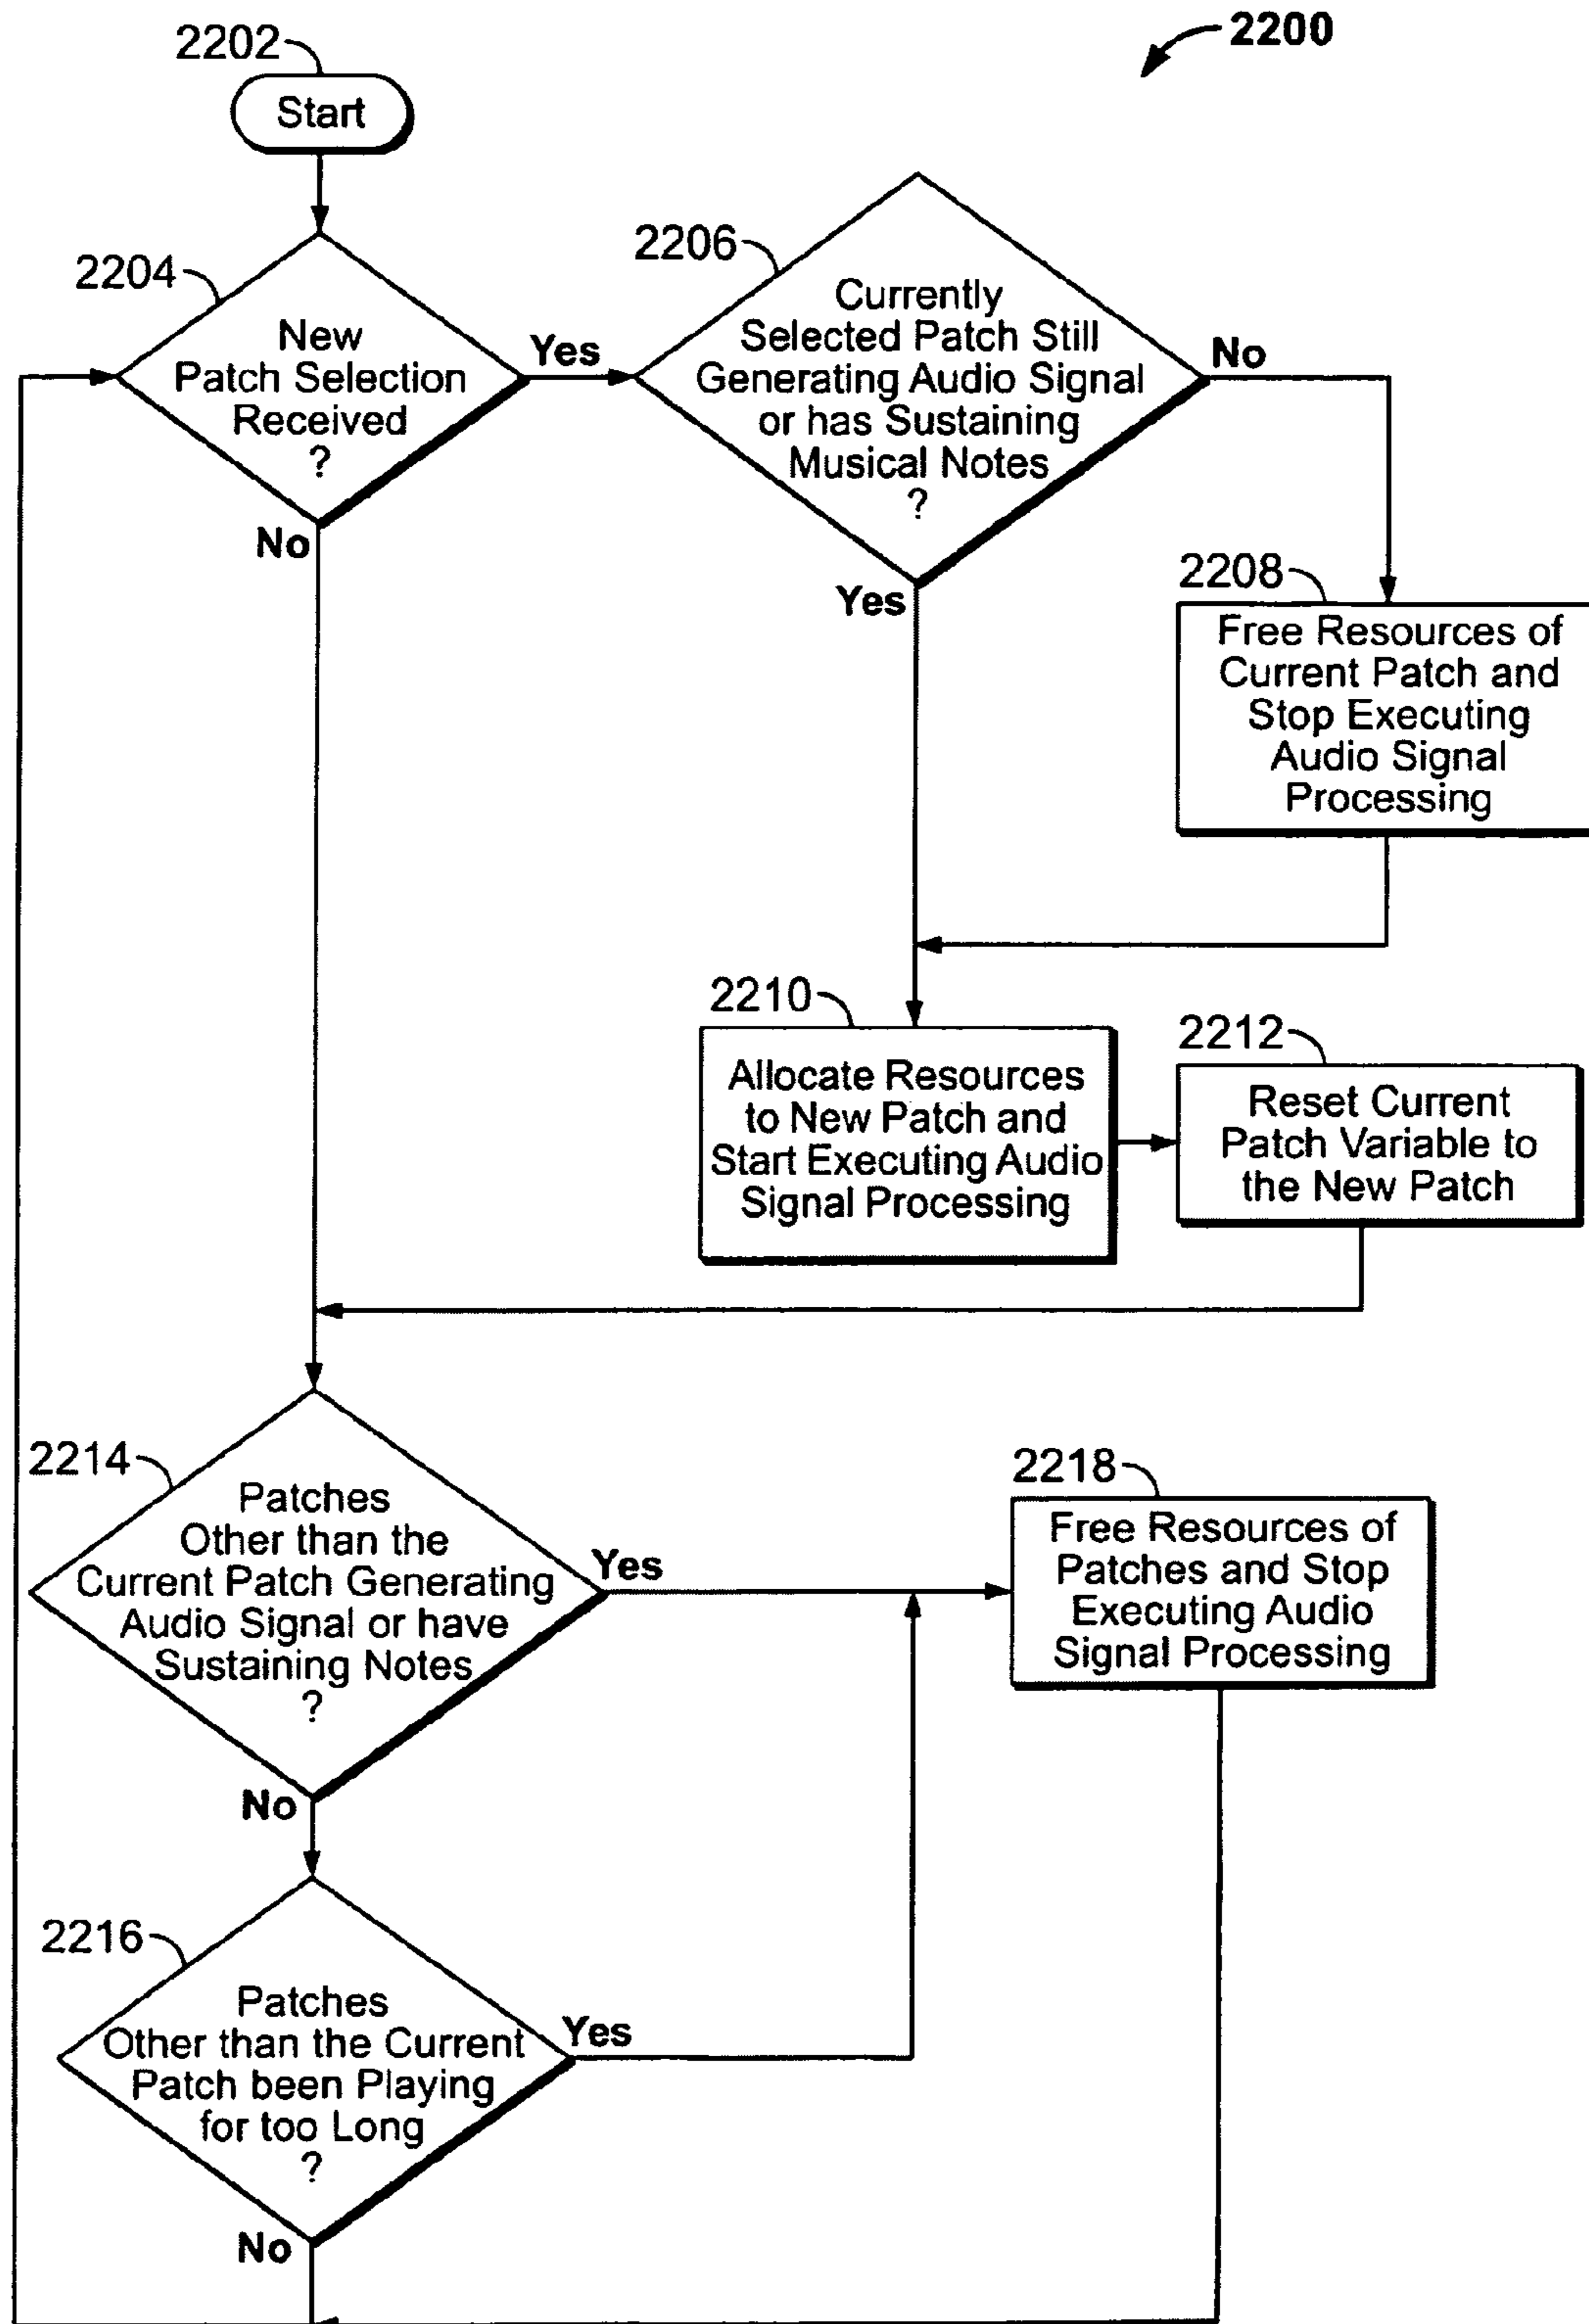 2200
2202
Start
2204
New
Patch Selection
Received
?
Yes
No
2206
Currently
Selected Patch Still
Generating Audio Signal
or has Sustaining
Musical Notes
?
No
Yes
2208
Free Resources of
Current Patch and
Stop Executing
Audio Signal
Processing
2210
Allocate Resources
to New Patch and
Start Executing Audio
Signal Processing
2212
Reset Current
Patch Variable to
the New Patch
2214
Patches
Other than the
Current Patch Generating
Audio Signal or have
Sustaining Notes
?
Yes
No
2218
Free Resources of
Patches and Stop
Executing Audio
Signal Processing
2216
Patches
Other than the Current
Patch been Playing
for too Long
?
Yes
No